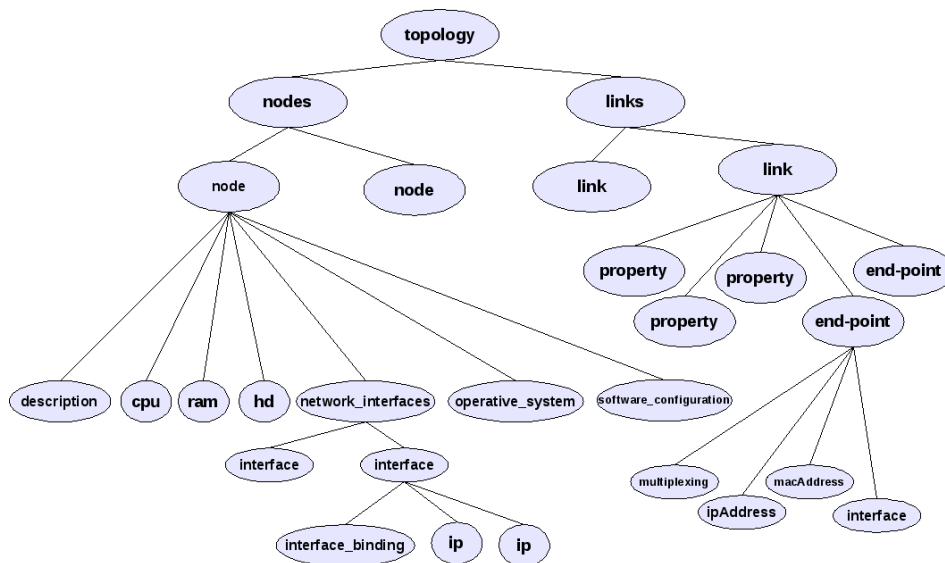 topology
nodes
links
node
node
link
link
property
property
property
end-point
end-point
description
cpu
ram
hd
network_interfaces
operative_system
software_configuration
interface
interface
multiplexing
macAddress
ipAddress
interface
interface_binding
ip
ip